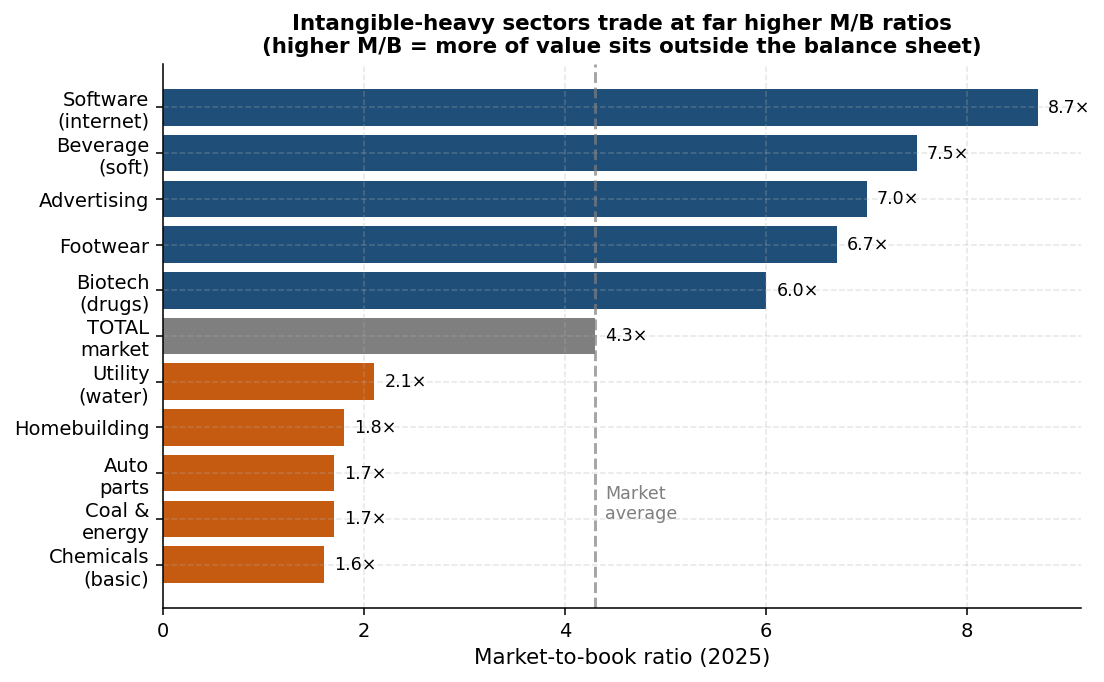 Intangible-heavy sectors trade at far higher M/B ratios
(higher M/B = more of value sits outside the balance sheet)
Software
(internet)
8.7×
Beverage
(soft)
7.5×
Advertising
7.0×
Footwear
6.7×
Biotech
(drugs)
6.0×
TOTAL
market
4.3×
Utility
(water)
2.1×
Homebuilding
1.8×
Auto
parts
1.7×
Market
average
Coal &
energy
1.7×
Chemicals
(basic)
1.6×
0 2 4 6 8
Market-to-book ratio (2025)